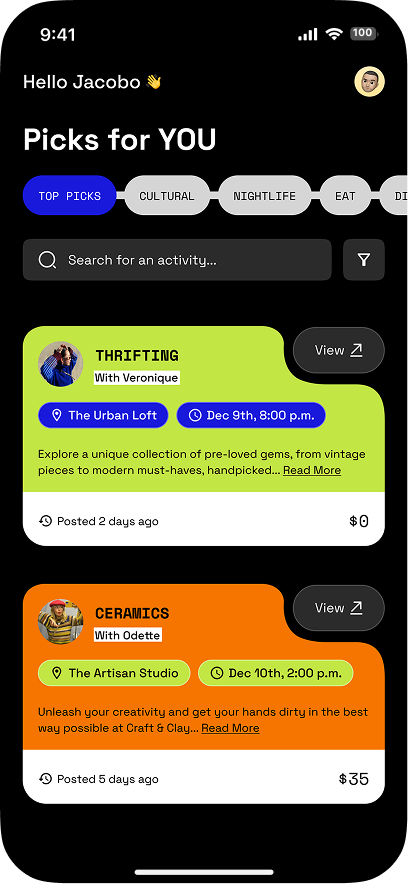 9:41
100
Hello Jacobo 👋
Picks for YOU
TOP PICKS CULTURAL NIGHTLIFE EAT DI
Search for an activity...
View
THRIFTING
With Veronique
The Urban Loft Dec 9th, 8:00 p.m.
Explore a unique collection of pre-loved gems, from vintage
pieces to modern must-haves, handpicked... Read More
Posted 2 days ago $0
View
CERAMICS
With Odette
The Artisan Studio Dec 10th, 2:00 p.m.
Unleash your creativity and get your hands dirty in the best
way possible at Craft & Clay... Read More
Posted 5 days ago $35